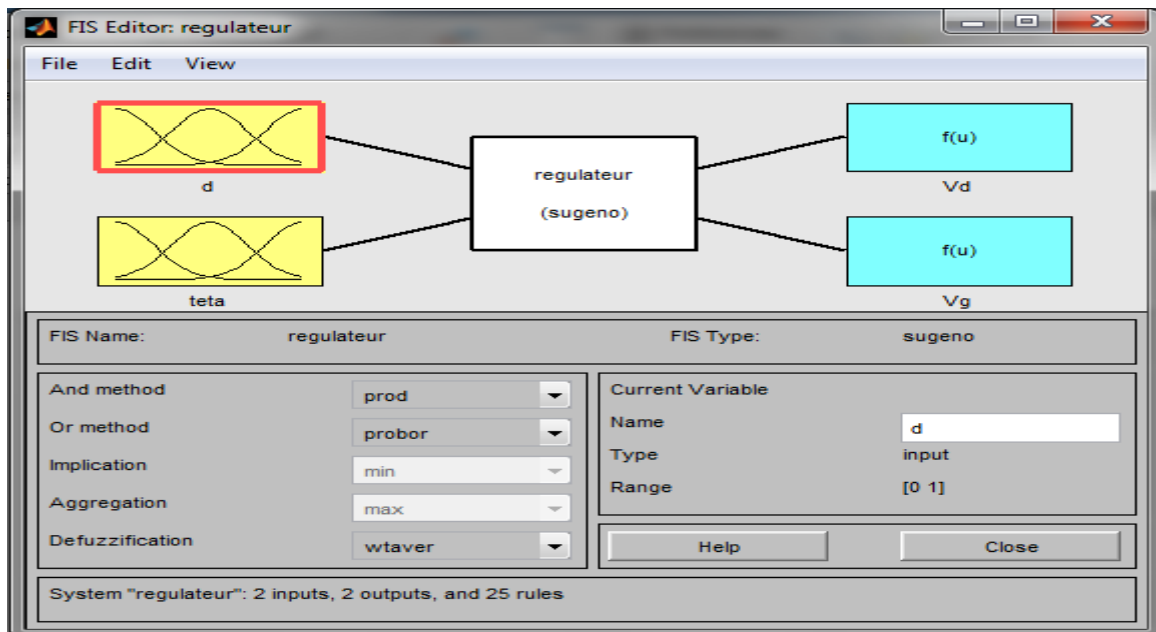 FIS Editor: regulateur
File Edit View
d
teta
regulateur
(sugeno)
f(u)
Vd
f(u)
Vg
FIS Name: regulateur FIS Type: sugeno
And method prod
Or method probor
Implication min
Aggregation max
Defuzzification wtaver
Current Variable
Name d
Type input
Range [0 1]
Help Close
System "regulateur": 2 inputs, 2 outputs, and 25 rules